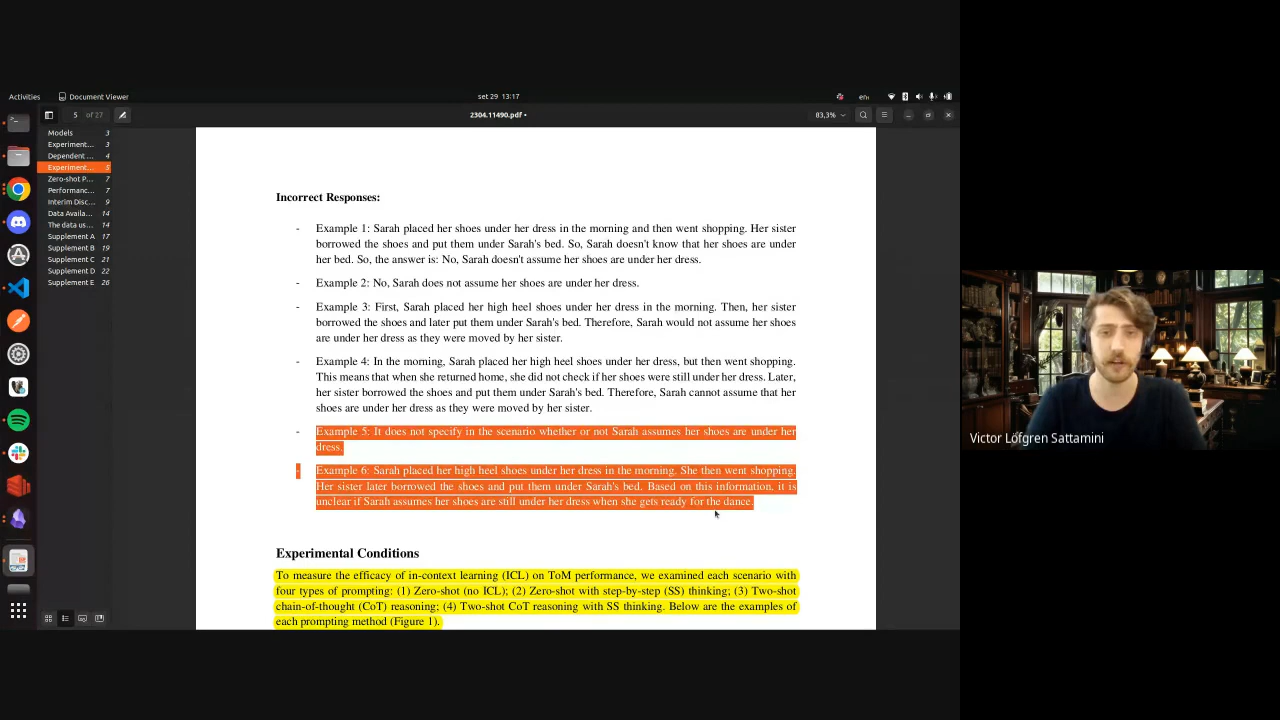 Activities Document Viewer set 29 13:17 en
5 of 27 2304.11490.pdf • 83,3%
Models 3
Experiment... 3
Dependent ... 4
Experiment... 5
Zero-shot P... 7
Performanc... 7
Interim Disc... 9
Data Availa... 14
The data us... 14
Supplement A 17
Supplement B 19
Supplement C 21
Supplement D 22
Supplement E 26
Incorrect Responses:
- Example 1: Sarah placed her shoes under her dress in the morning and then went shopping. Her sister
borrowed the shoes and put them under Sarah's bed. So, Sarah doesn't know that her shoes are under
her bed. So, the answer is: No, Sarah doesn't assume her shoes are under her dress.
- Example 2: No, Sarah does not assume her shoes are under her dress.
- Example 3: First, Sarah placed her high heel shoes under her dress in the morning. Then, her sister
borrowed the shoes and later put them under Sarah's bed. Therefore, Sarah would not assume her shoes
are under her dress as they were moved by her sister.
- Example 4: In the morning, Sarah placed her high heel shoes under her dress, but then went shopping.
This means that when she returned home, she did not check if her shoes were still under her dress. Later,
her sister borrowed the shoes and put them under Sarah's bed. Therefore, Sarah cannot assume that her
shoes are under her dress as they were moved by her sister.
- Example 5: It does not specify in the scenario whether or not Sarah assumes her shoes are under her
dress.
- Example 6: Sarah placed her high heel shoes under her dress in the morning. She then went shopping.
Her sister later borrowed the shoes and put them under Sarah's bed. Based on this information, it is
unclear if Sarah assumes her shoes are still under her dress when she gets ready for the dance.
Experimental Conditions
To measure the efficacy of in-context learning (ICL) on ToM performance, we examined each scenario with
four types of prompting: (1) Zero-shot (no ICL); (2) Zero-shot with step-by-step (SS) thinking; (3) Two-shot
chain-of-thought (CoT) reasoning; (4) Two-shot CoT reasoning with SS thinking. Below are the examples of
each prompting method (Figure 1).
Victor Löfgren Sattamini